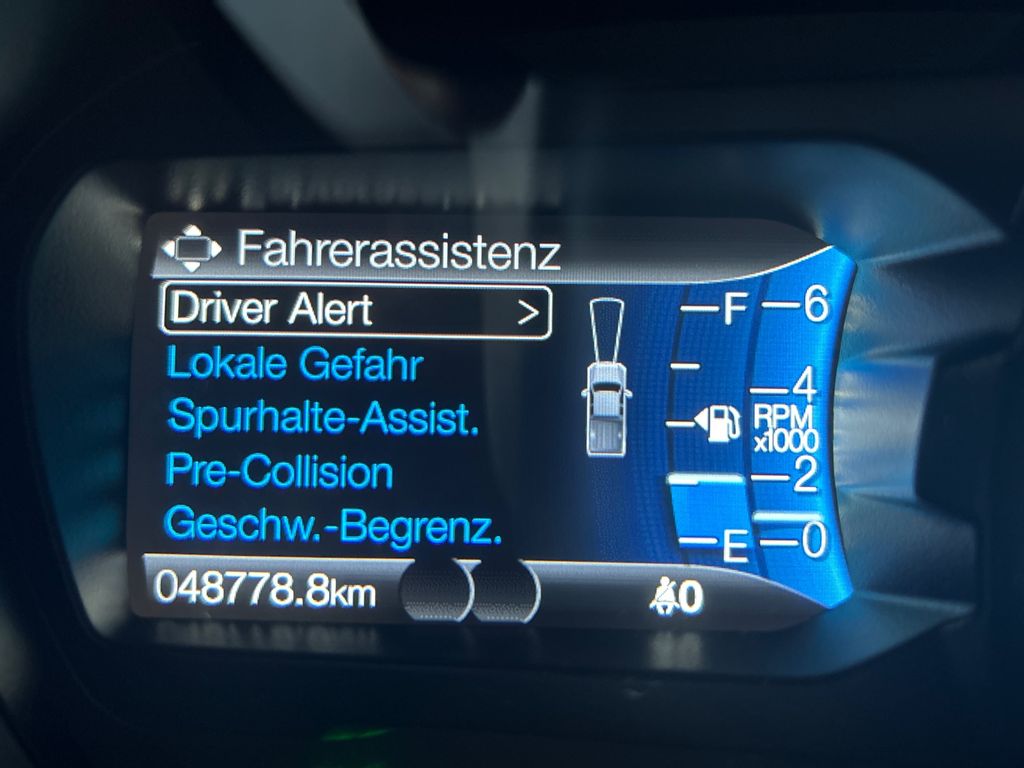 Fahrerassistenz
Driver Alert >
Lokale Gefahr
Spurhalte-Assist.
Pre-Collision
Geschw.-Begrenz.
F
E
6
4
RPM
x1000
2
0
048778.8km
0